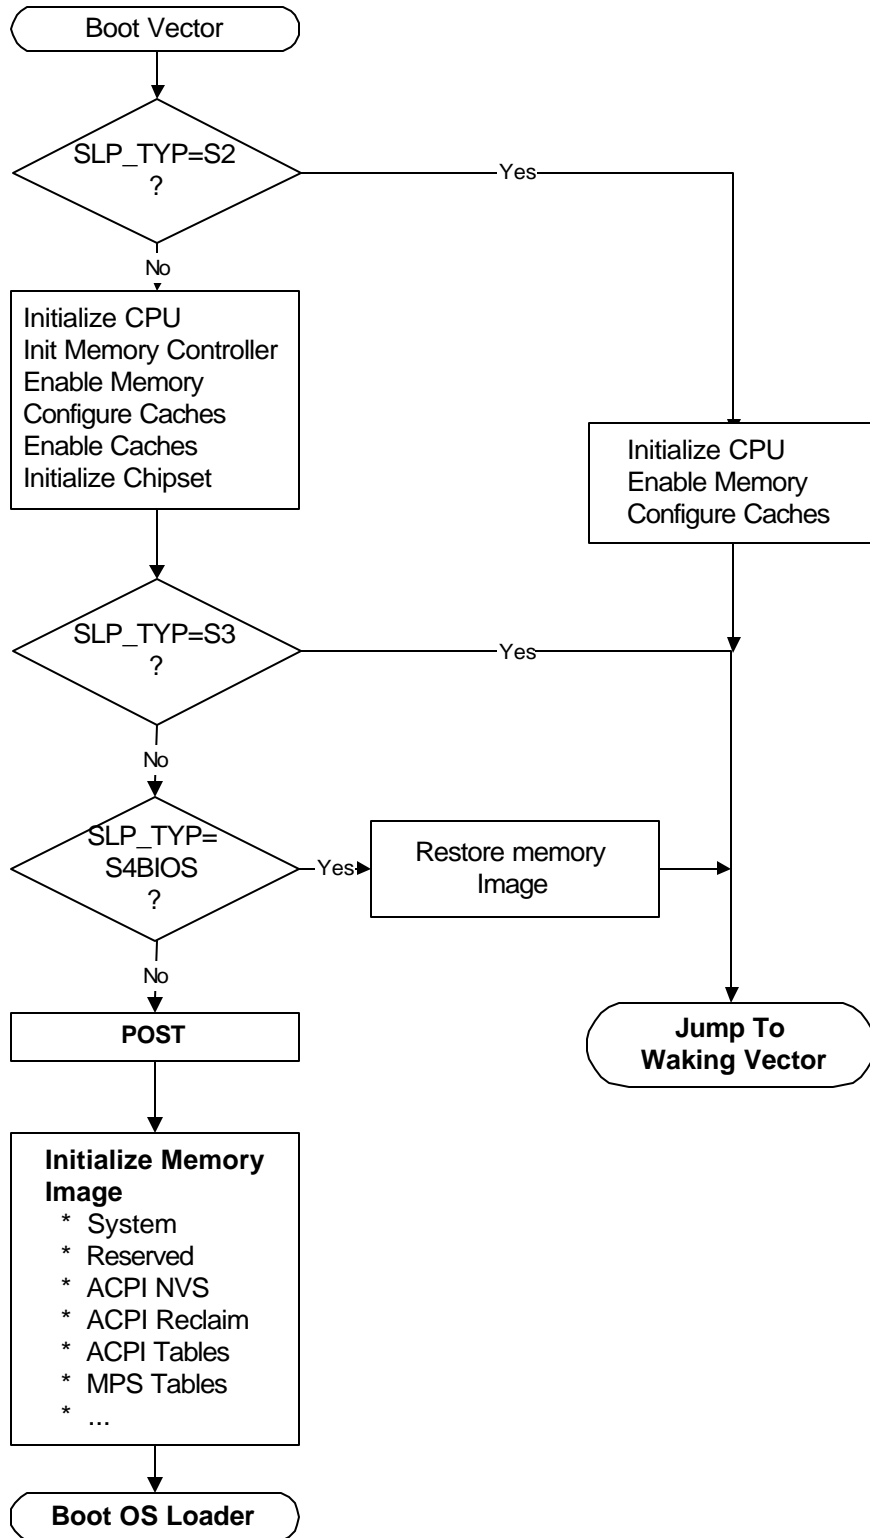 Boot Vector
SLP_TYP=S2
?
Yes
No
Initialize CPU
Init Memory Controller
Enable Memory
Configure Caches
Enable Caches
Initialize Chipset
Initialize CPU
Enable Memory
Configure Caches
SLP_TYP=S3
?
Yes
No
SLP_TYP=
S4BIOS
?
Yes
Restore memory
Image
No
POST
Jump To
Waking Vector
Initialize Memory
Image
* System
* Reserved
* ACPI NVS
* ACPI Reclaim
* ACPI Tables
* MPS Tables
* ...
Boot OS Loader